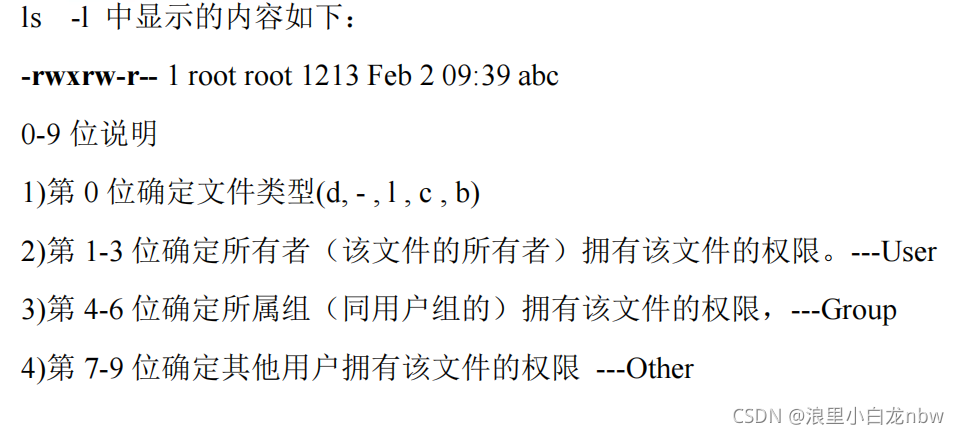 ls -l 中显示的内容如下：
-rwxrw-r-- 1 root root 1213 Feb 2 09:39 abc
0-9 位说明
1)第 0 位确定文件类型(d, - , l , c , b)
2)第 1-3 位确定所有者（该文件的所有者）拥有该文件的权限。---User
3)第 4-6 位确定所属组（同用户组的）拥有该文件的权限，---Group
4)第 7-9 位确定其他用户拥有该文件的权限 ---Other
CSDN @浪里小白龙nbw